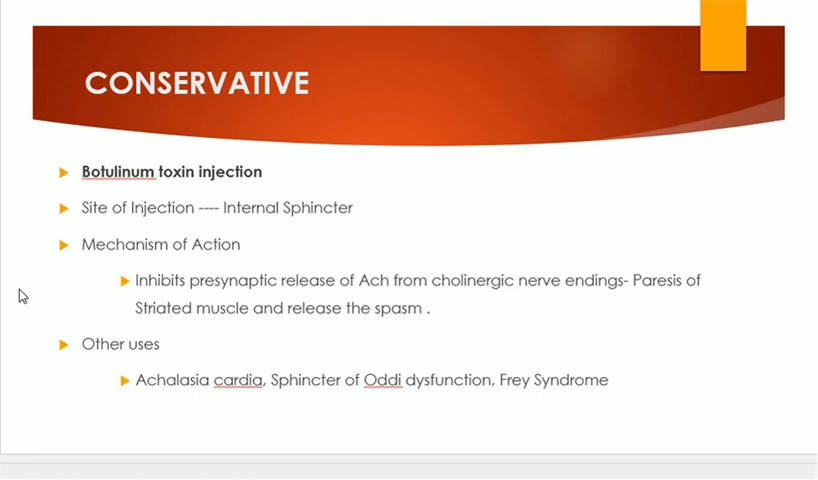 CONSERVATIVE
Botulinum toxin injection
Site of Injection ---- Internal Sphincter
Mechanism of Action
Inhibits presynaptic release of Ach from cholinergic nerve endings- Paresis of
Striated muscle and release the spasm .
Other uses
Achalasia cardia, Sphincter of Oddi dysfunction, Frey Syndrome